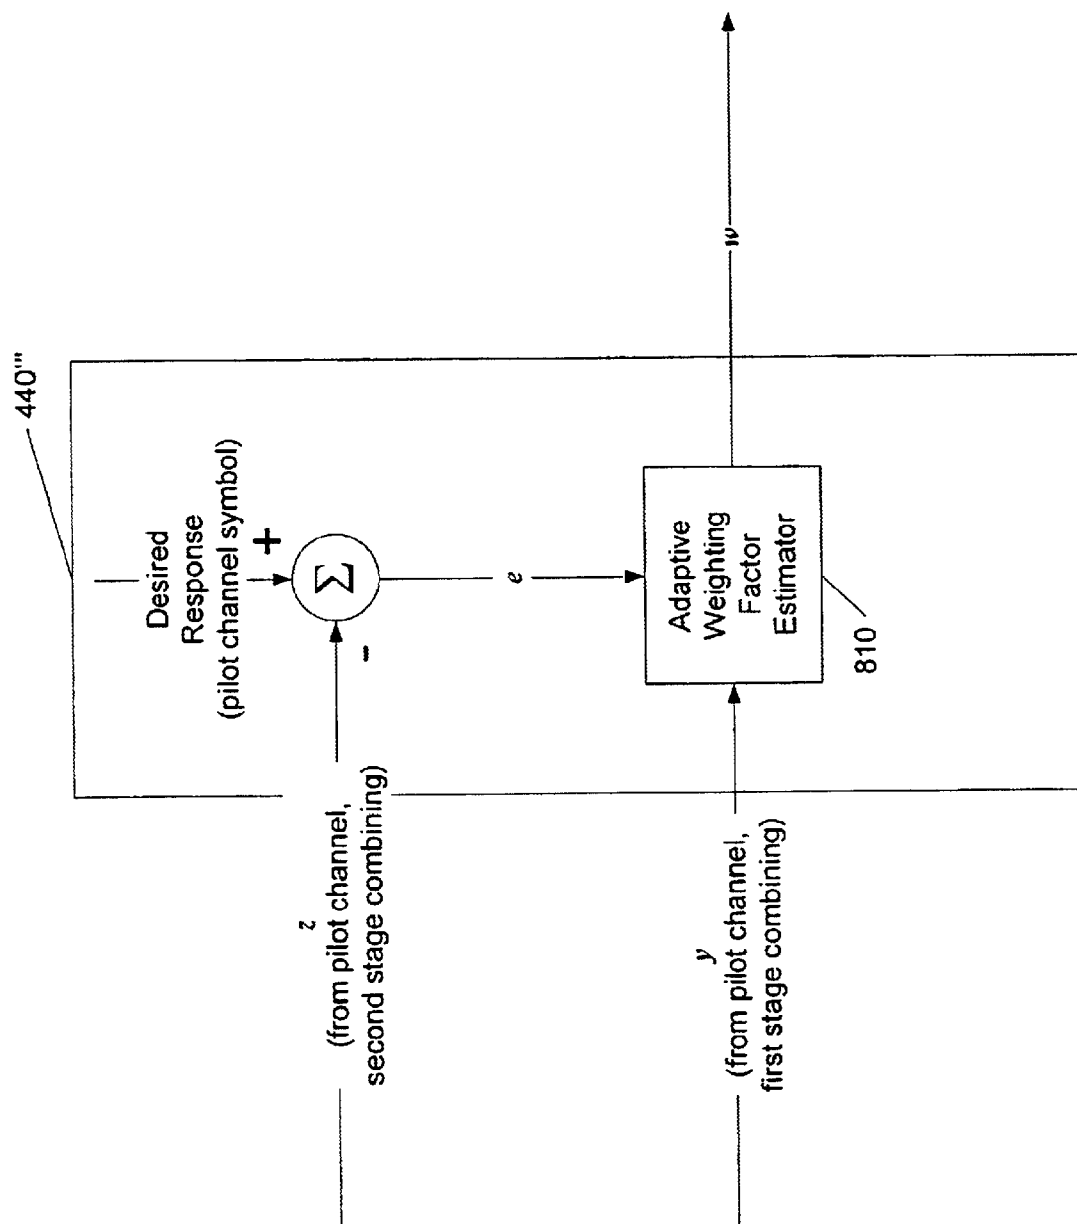 440'''
Desired
Response
(pilot channel symbol)
+
Σ
-
z
(from pilot channel,
second stage combining)
e
Adaptive
Weighting
Factor
Estimator
810
y
(from pilot channel,
first stage combining)
w